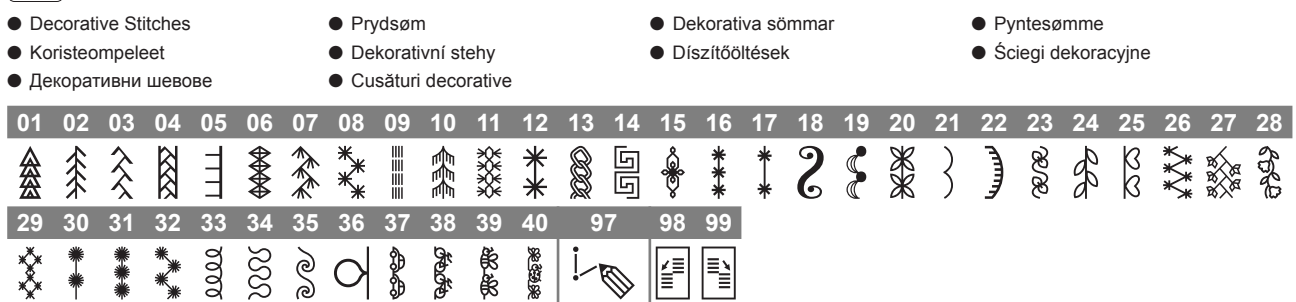 ● Decorative Stitches ● Prydsøm ● Dekorativa sömmar ● Pyntesømme
● Koristeompeleet ● Dekorativní stehy ● Díszítőöltések ● Ściegi dekoracyjne
● Декоративни шевове ● Cusături decorative
01 02 03 04 05 06 07 08 09 10 11 12 13 14 15 16 17 18 19 20 21 22 23 24 25 26 27 28
29 30 31 32 33 34 35 36 37 38 39 40 97 98 99